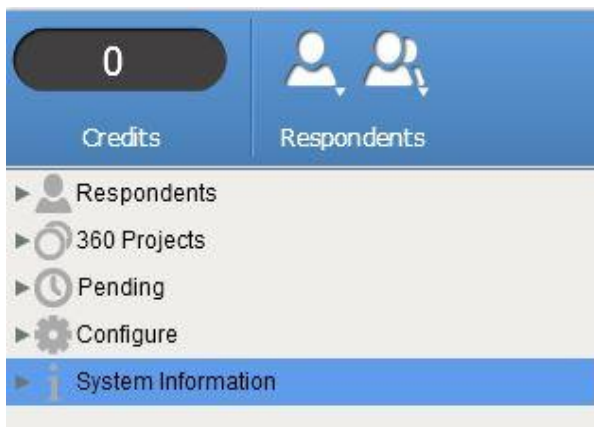 0
Credits
Respondents
Respondents
360 Projects
Pending
Configure
System Information